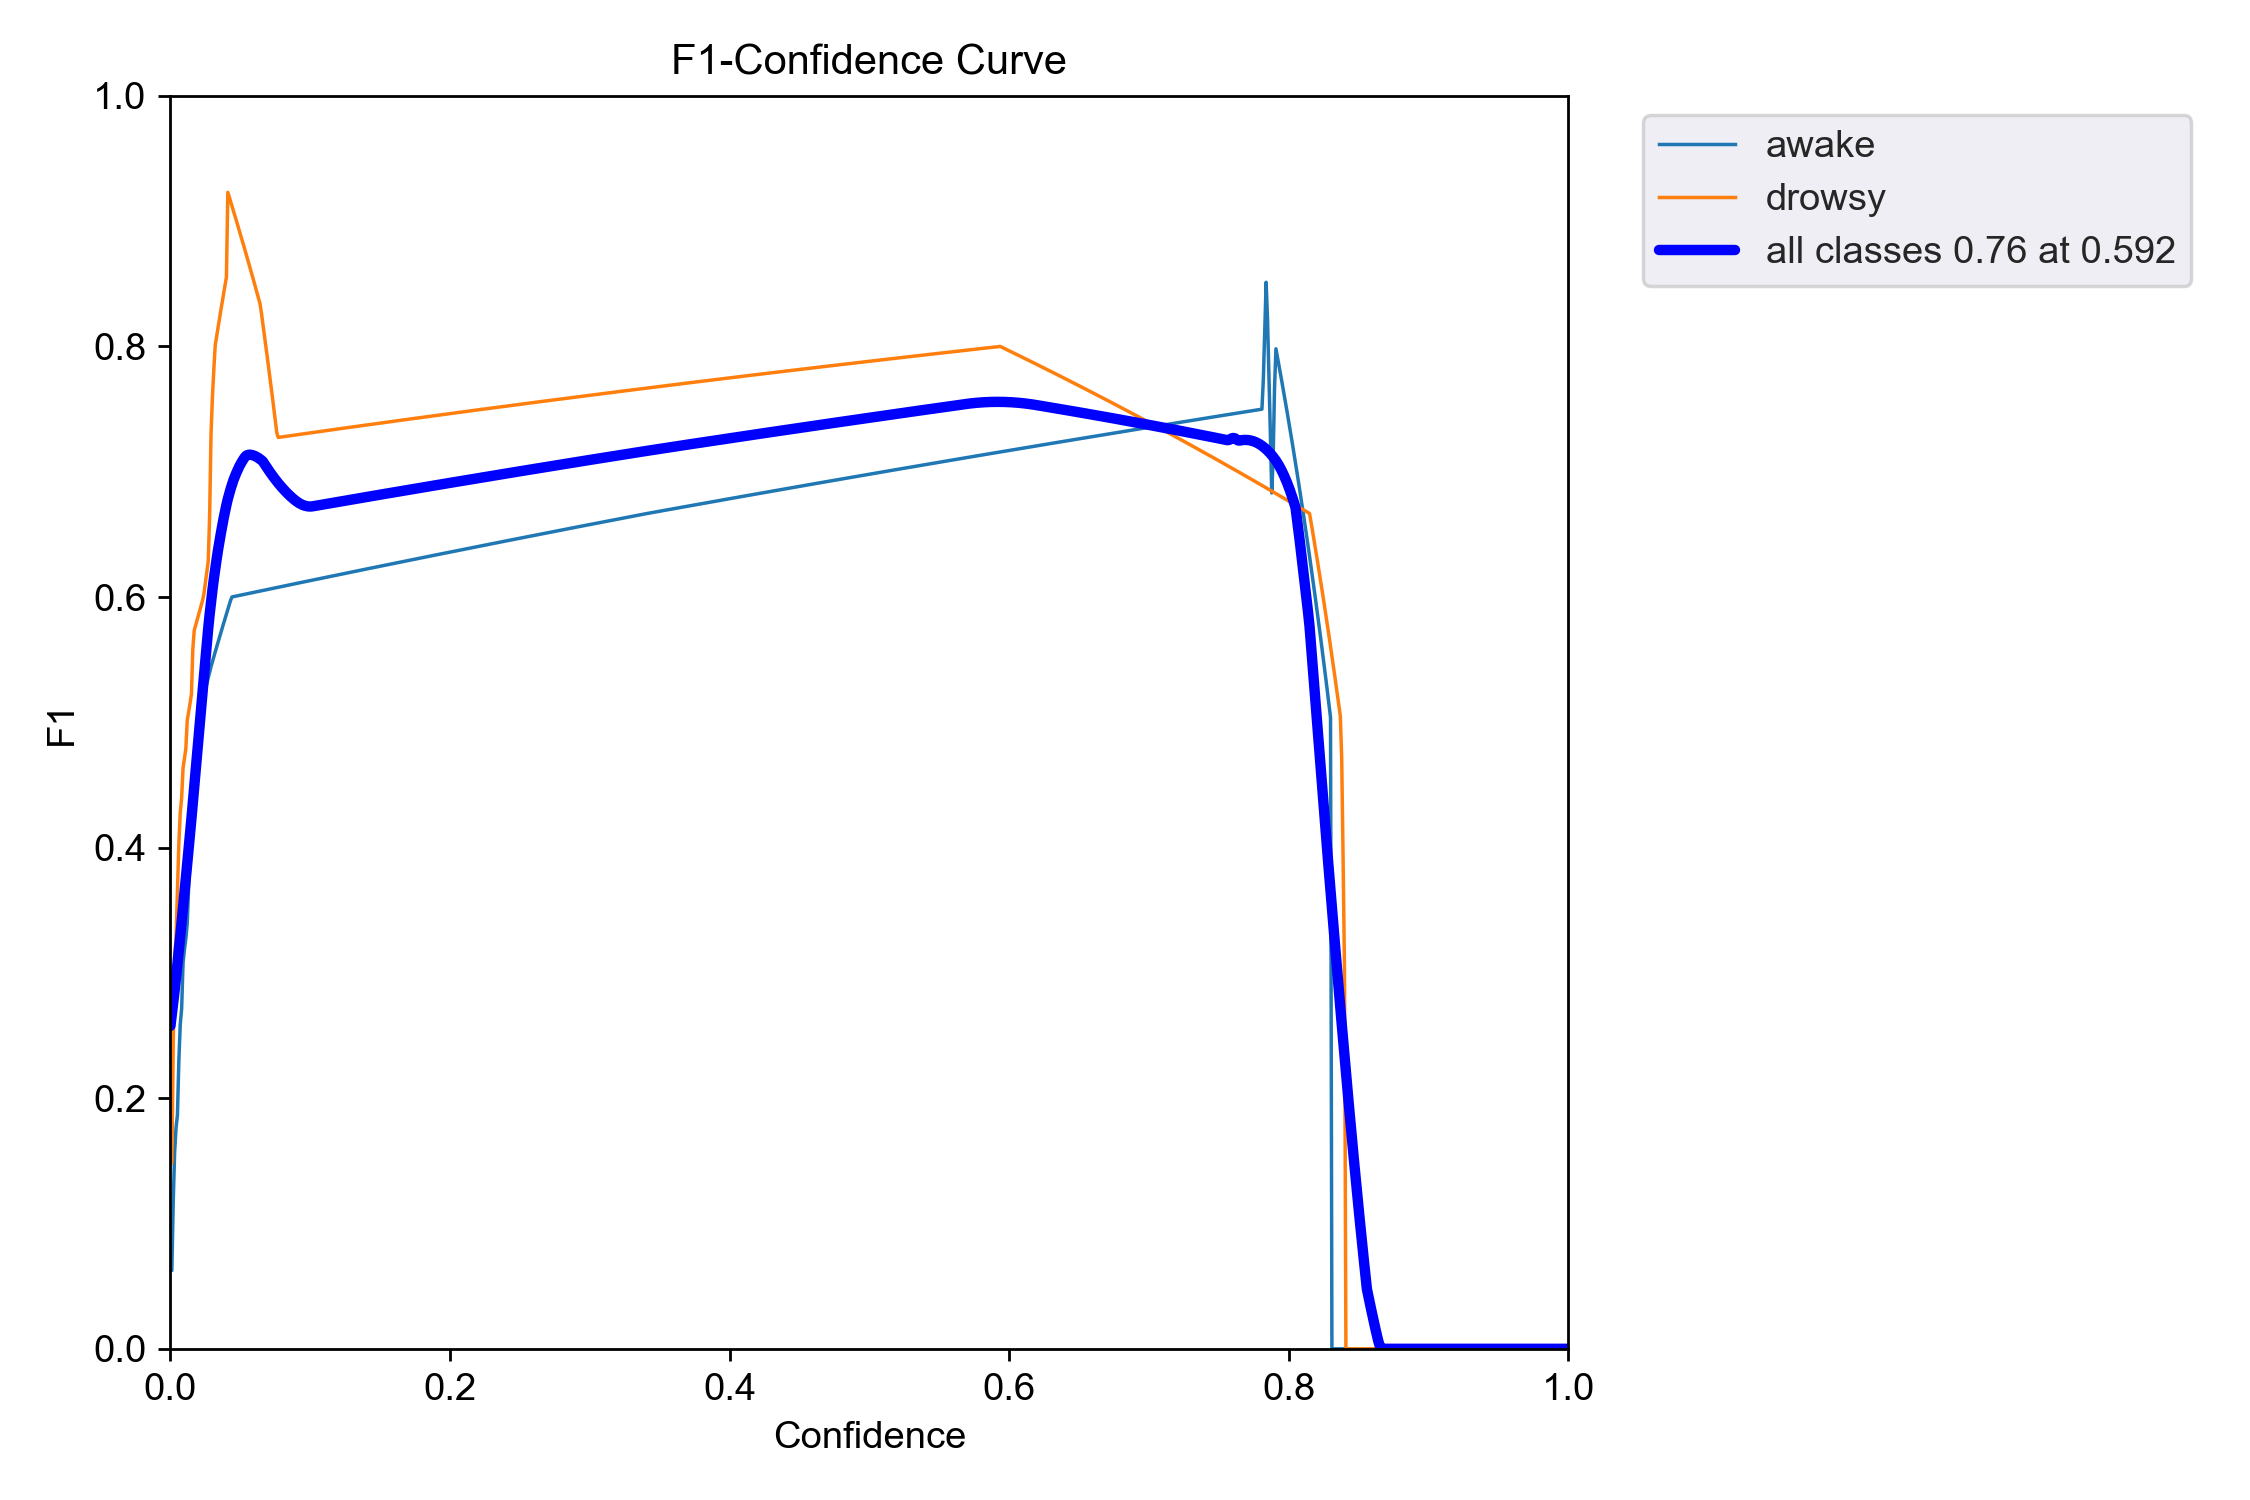 F1-Confidence Curve
1.0
0.8
0.6
0.4
0.2
0.0
F1
0.0 0.2 0.4 0.6 0.8 1.0
Confidence
awake
drowsy
all classes 0.76 at 0.592